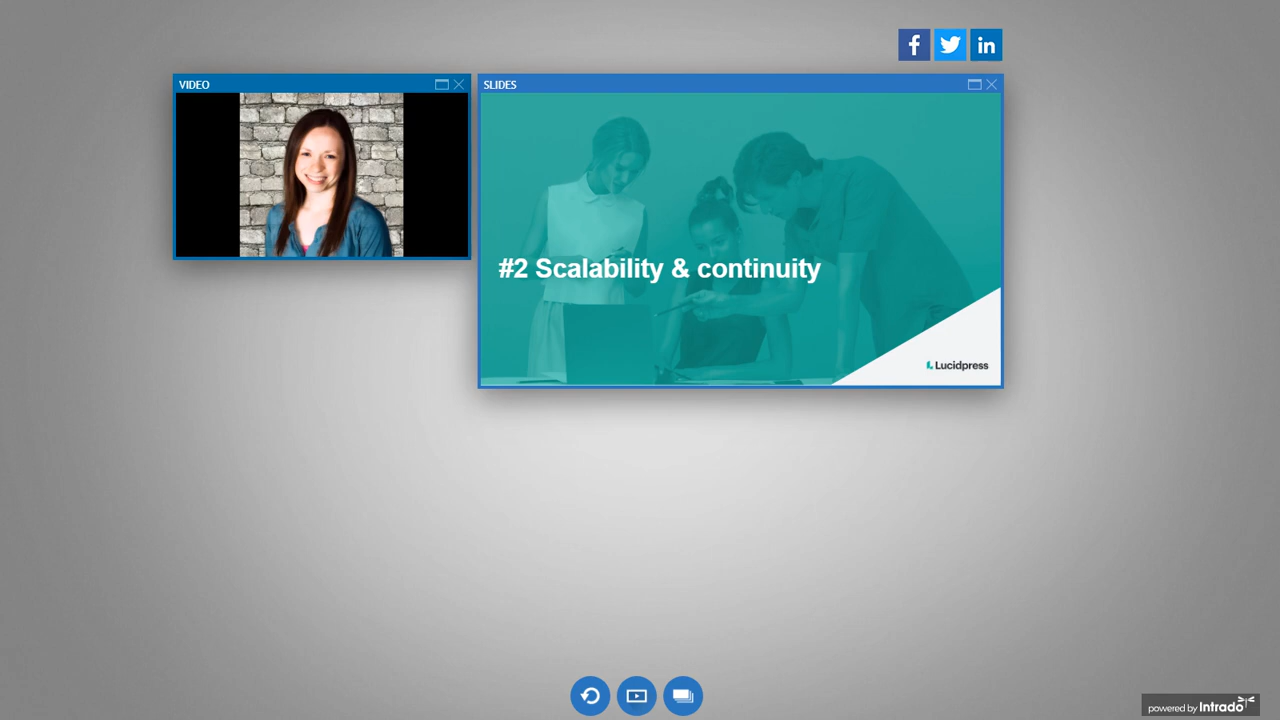 VIDEO
SLIDES
#2 Scalability & continuity
Lucidpress
powered by Intrado